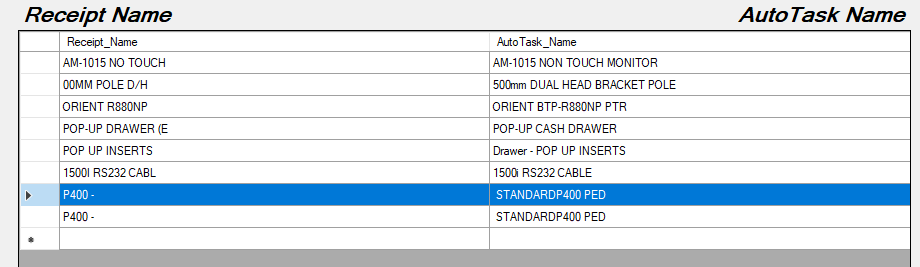 Receipt Name AutoTask Name
Receipt_Name AutoTask_Name
AM-1015 NO TOUCH AM-1015 NON TOUCH MONITOR
00MM POLE D/H 500mm DUAL HEAD BRACKET POLE
ORIENT R880NP ORIENT BTP-R880NP PTR
POP-UP DRAWER (E POP-UP CASH DRAWER
POP UP INSERTS Drawer - POP UP INSERTS
1500I RS232 CABL 1500i RS232 CABLE
P400 - STANDARDP400 PED
P400 - STANDARDP400 PED
*